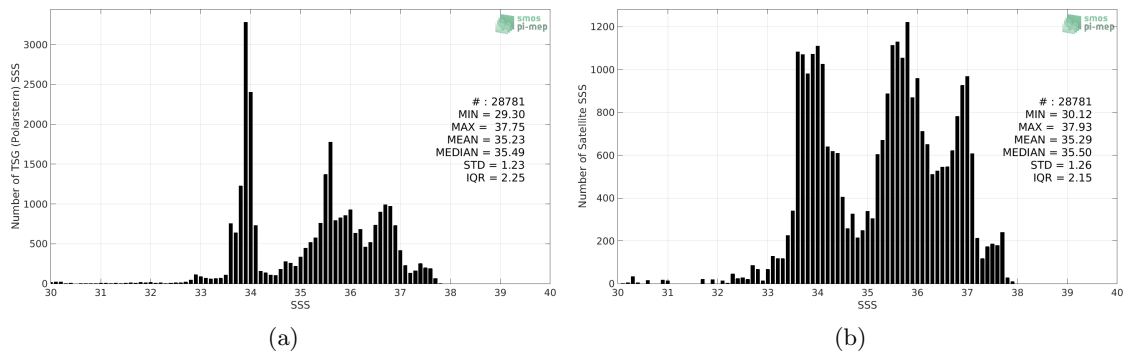 smos
pi-mep
3000
2500
2000
1500
1000
500
0
Number of TSG (Polarstern) SSS
# : 28781
MIN = 29.30
MAX = 37.75
MEAN = 35.23
MEDIAN = 35.49
STD = 1.23
IQR = 2.25
30 31 32 33 34 35 36 37 38 39 40
SSS
(a)
smos
pi-mep
1200
1000
800
600
400
200
0
Number of Satellite SSS
# : 28781
MIN = 30.12
MAX = 37.93
MEAN = 35.29
MEDIAN = 35.50
STD = 1.26
IQR = 2.15
30 31 32 33 34 35 36 37 38 39 40
SSS
(b)